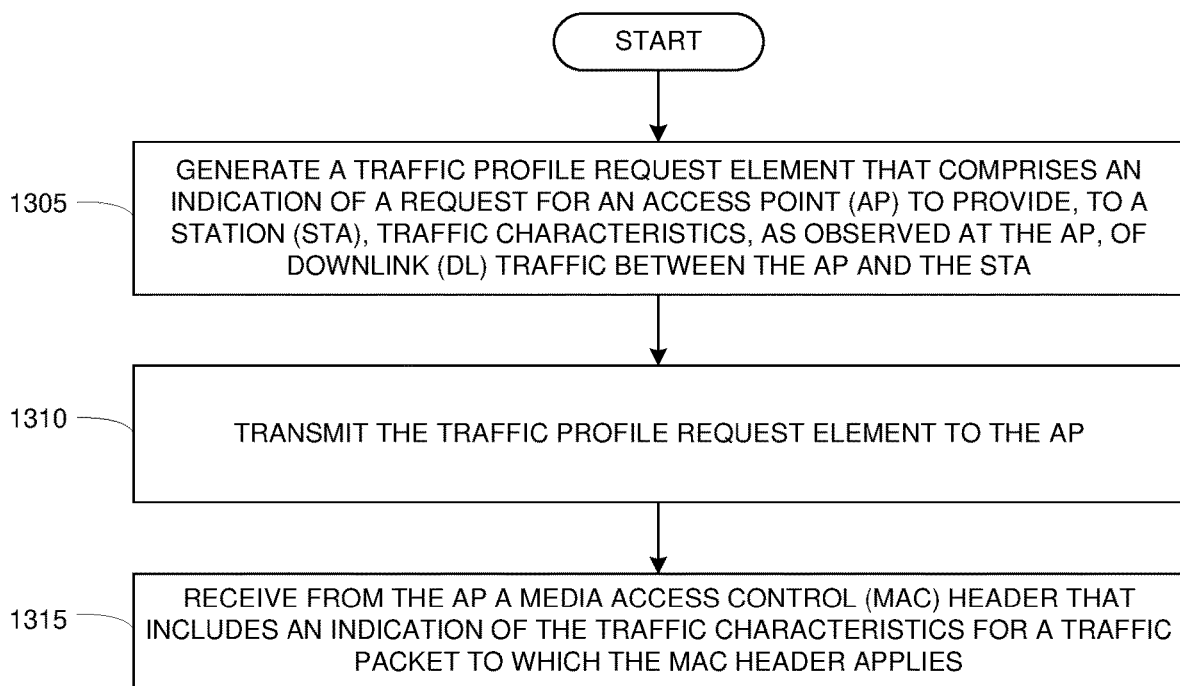 START
1305
GENERATE A TRAFFIC PROFILE REQUEST ELEMENT THAT COMPRISES AN
INDICATION OF A REQUEST FOR AN ACCESS POINT (AP) TO PROVIDE, TO A
STATION (STA), TRAFFIC CHARACTERISTICS, AS OBSERVED AT THE AP, OF
DOWNLINK (DL) TRAFFIC BETWEEN THE AP AND THE STA
1310
TRANSMIT THE TRAFFIC PROFILE REQUEST ELEMENT TO THE AP
1315
RECEIVE FROM THE AP A MEDIA ACCESS CONTROL (MAC) HEADER THAT
INCLUDES AN INDICATION OF THE TRAFFIC CHARACTERISTICS FOR A TRAFFIC
PACKET TO WHICH THE MAC HEADER APPLIES